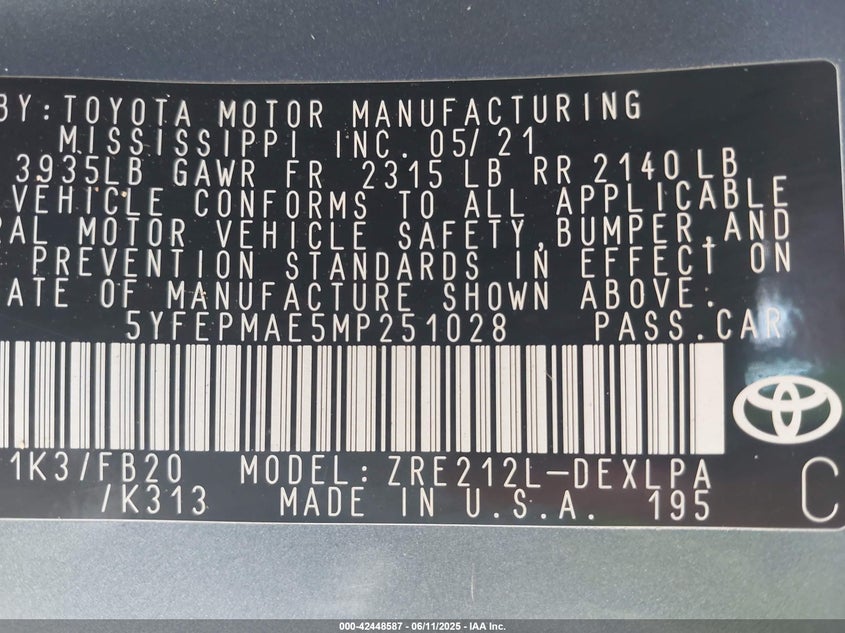 BY: TOYOTA MOTOR MANUFACTURING
MISSISSIPPI INC. 05/21
3935LB GAWR FR 2315 LB RR 2140LB
VEHICLE CONFORMS TO ALL APPLICABLE
RAL MOTOR VEHICLE SAFETY, BUMPER, AND
PREVENTION STANDARDS IN EFFECT ON
ATE OF MANUFACTURE SHOWN ABOVE.
5YFEPMAE5MP251028 PASS.CAR
1K3/FB20 MODEL: ZRE212L-DEXLPA
/K313 MADE IN U.S.A. 195 C
000-42448587 - 06/11/2025 - IAA Inc.